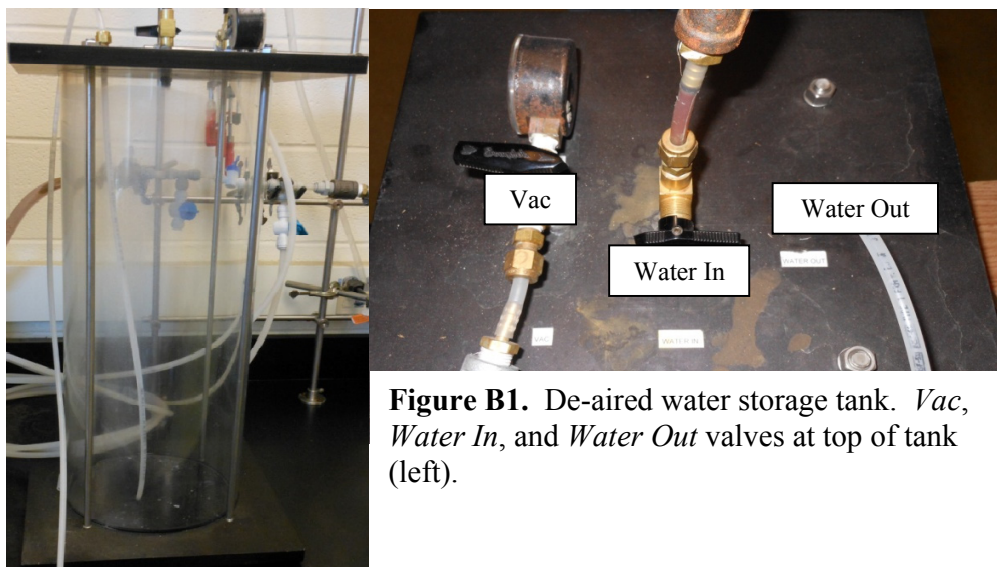 Vac
Water In
Water Out
WATER OUT
VAC
WATER IN
Figure B1. De-aired water storage tank. Vac,
Water In, and Water Out valves at top of tank
(left).